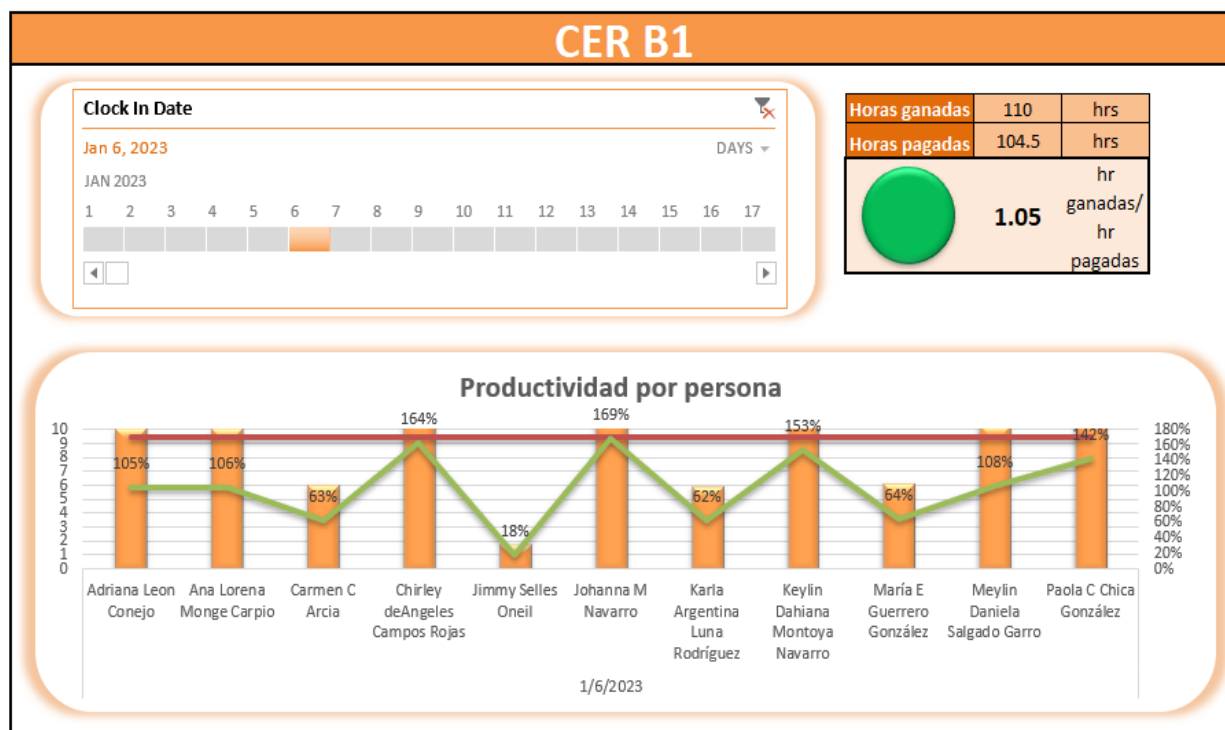 CER B1
Clock In Date
Jan 6, 2023
DAYS
JAN 2023
1 2 3 4 5 6 7 8 9 10 11 12 13 14 15 16 17
Horas ganadas 110 hrs
Horas pagadas 104.5 hrs
1.05
hr
ganadas/
hr
pagadas
Productividad por persona
10
9
8
7
6
5
4
3
2
1
0
105%
106%
63%
164%
18%
169%
62%
153%
64%
108%
142%
180%
160%
140%
120%
100%
80%
60%
40%
20%
0%
Adriana Leon
Conejo
Ana Lorena
Monge Carpio
Carmen C
Arcia
Chirley
deAngeles
Campos Rojas
Jimmy Selles
Oneil
Johanna M
Navarro
Karla
Argentina
Luna
Rodríguez
Keylin
Dahiana
Montoya
Navarro
María E
Guerrero
González
Meylin
Daniela
Salgado Garro
Paola C Chica
González
1/6/2023